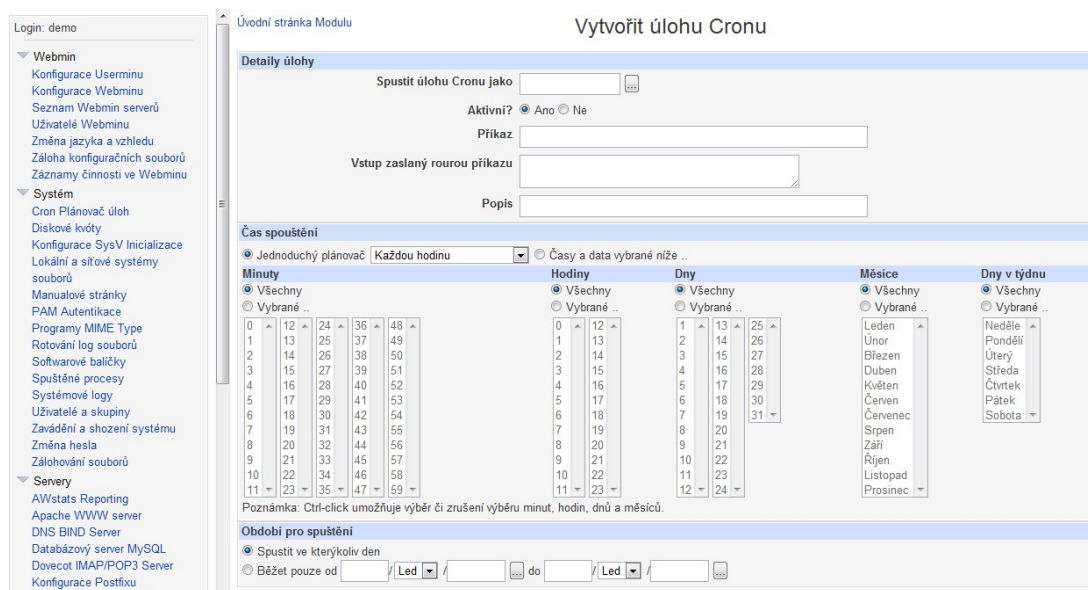 Login: demo
Webmin
Konfigurace Userminu
Konfigurace Webminu
Seznam Webmin serverů
Uživatelé Webminu
Změna jazyka a vzhledu
Záloha konfiguračních souborů
Záznamy činnosti ve Webminu
Systém
Cron Plánovač úloh
Diskové kvóty
Konfigurace SysV Inicializace
Lokální a síťové systémy
souborů
Manualové stránky
PAM Autentikace
Programy MIME Type
Rotování log souborů
Softwarové balíčky
Spuštěné procesy
Systémové logy
Uživatelé a skupiny
Zavádění a shození systému
Změna hesla
Zálohování souborů
Servery
AWstats Reporting
Apache WWW server
DNS BIND Server
Databázový server MySQL
Dovecot IMAP/POP3 Server
Konfigurace Postfixu
Úvodní stránka Modulu
Vytvořit úlohu Cronu
Detaily úlohy
Spustit úlohu Cronu jako ...
Aktivní? Ano Ne
Příkaz
Vstup zaslaný rourou příkazu
Popis
Čas spouštění
Jednoduchý plánovač Každou hodinu Časy a data vybrané níže ..
Minuty Hodiny Dny Měsíce Dny v týdnu
Všechny Všechny Všechny Všechny Všechny
Vybrané .. Vybrané .. Vybrané .. Vybrané .. Vybrané ..
0 12 24 36 48 0 12 1 13 25 Leden Neděle
1 13 25 37 49 1 13 2 14 26 Únor Pondělí
2 14 26 38 50 2 14 3 15 27 Březen Úterý
3 15 27 39 51 3 15 4 16 28 Duben Středa
4 16 28 40 52 4 16 5 17 29 Květen Čtvrtek
5 17 29 41 53 5 17 6 18 30 Červen Pátek
6 18 30 42 54 6 18 7 19 31 Červenec Sobota
7 19 31 43 55 7 19 8 20 Srpen
8 20 32 44 56 8 20 9 21 Září
9 21 33 45 57 9 21 10 22 Říjen
10 22 34 46 58 10 22 11 23 Listopad
11 23 35 47 59 11 23 12 24 Prosinec
Poznámka: Ctrl-click umožňuje výběr či zrušení výběru minut, hodin, dnů a měsíců.
Období pro spuštění
Spustit ve kterýkoliv den
Běžet pouze od / Led / ... do / Led / ...